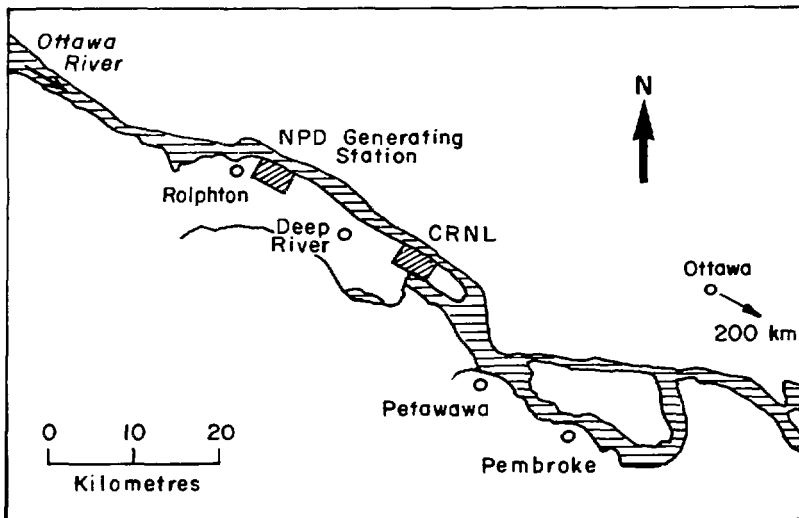 Ottawa
River
N
NPD Generating
Station
Rolphton
Deep
River
CRNL
Ottawa
200 km
Petawawa
Pembroke
0 10 20
Kilometres